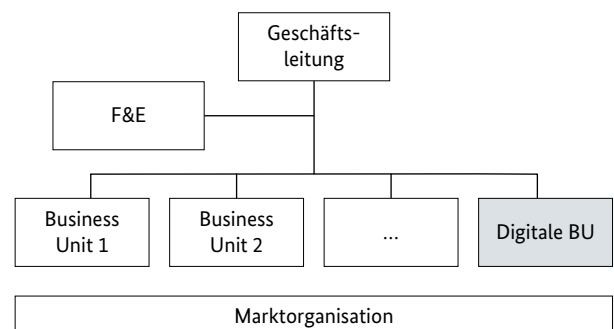 Geschäfts-
leitung
F&E
Business
Unit 1
Business
Unit 2
...
Digitale BU
Marktorganisation